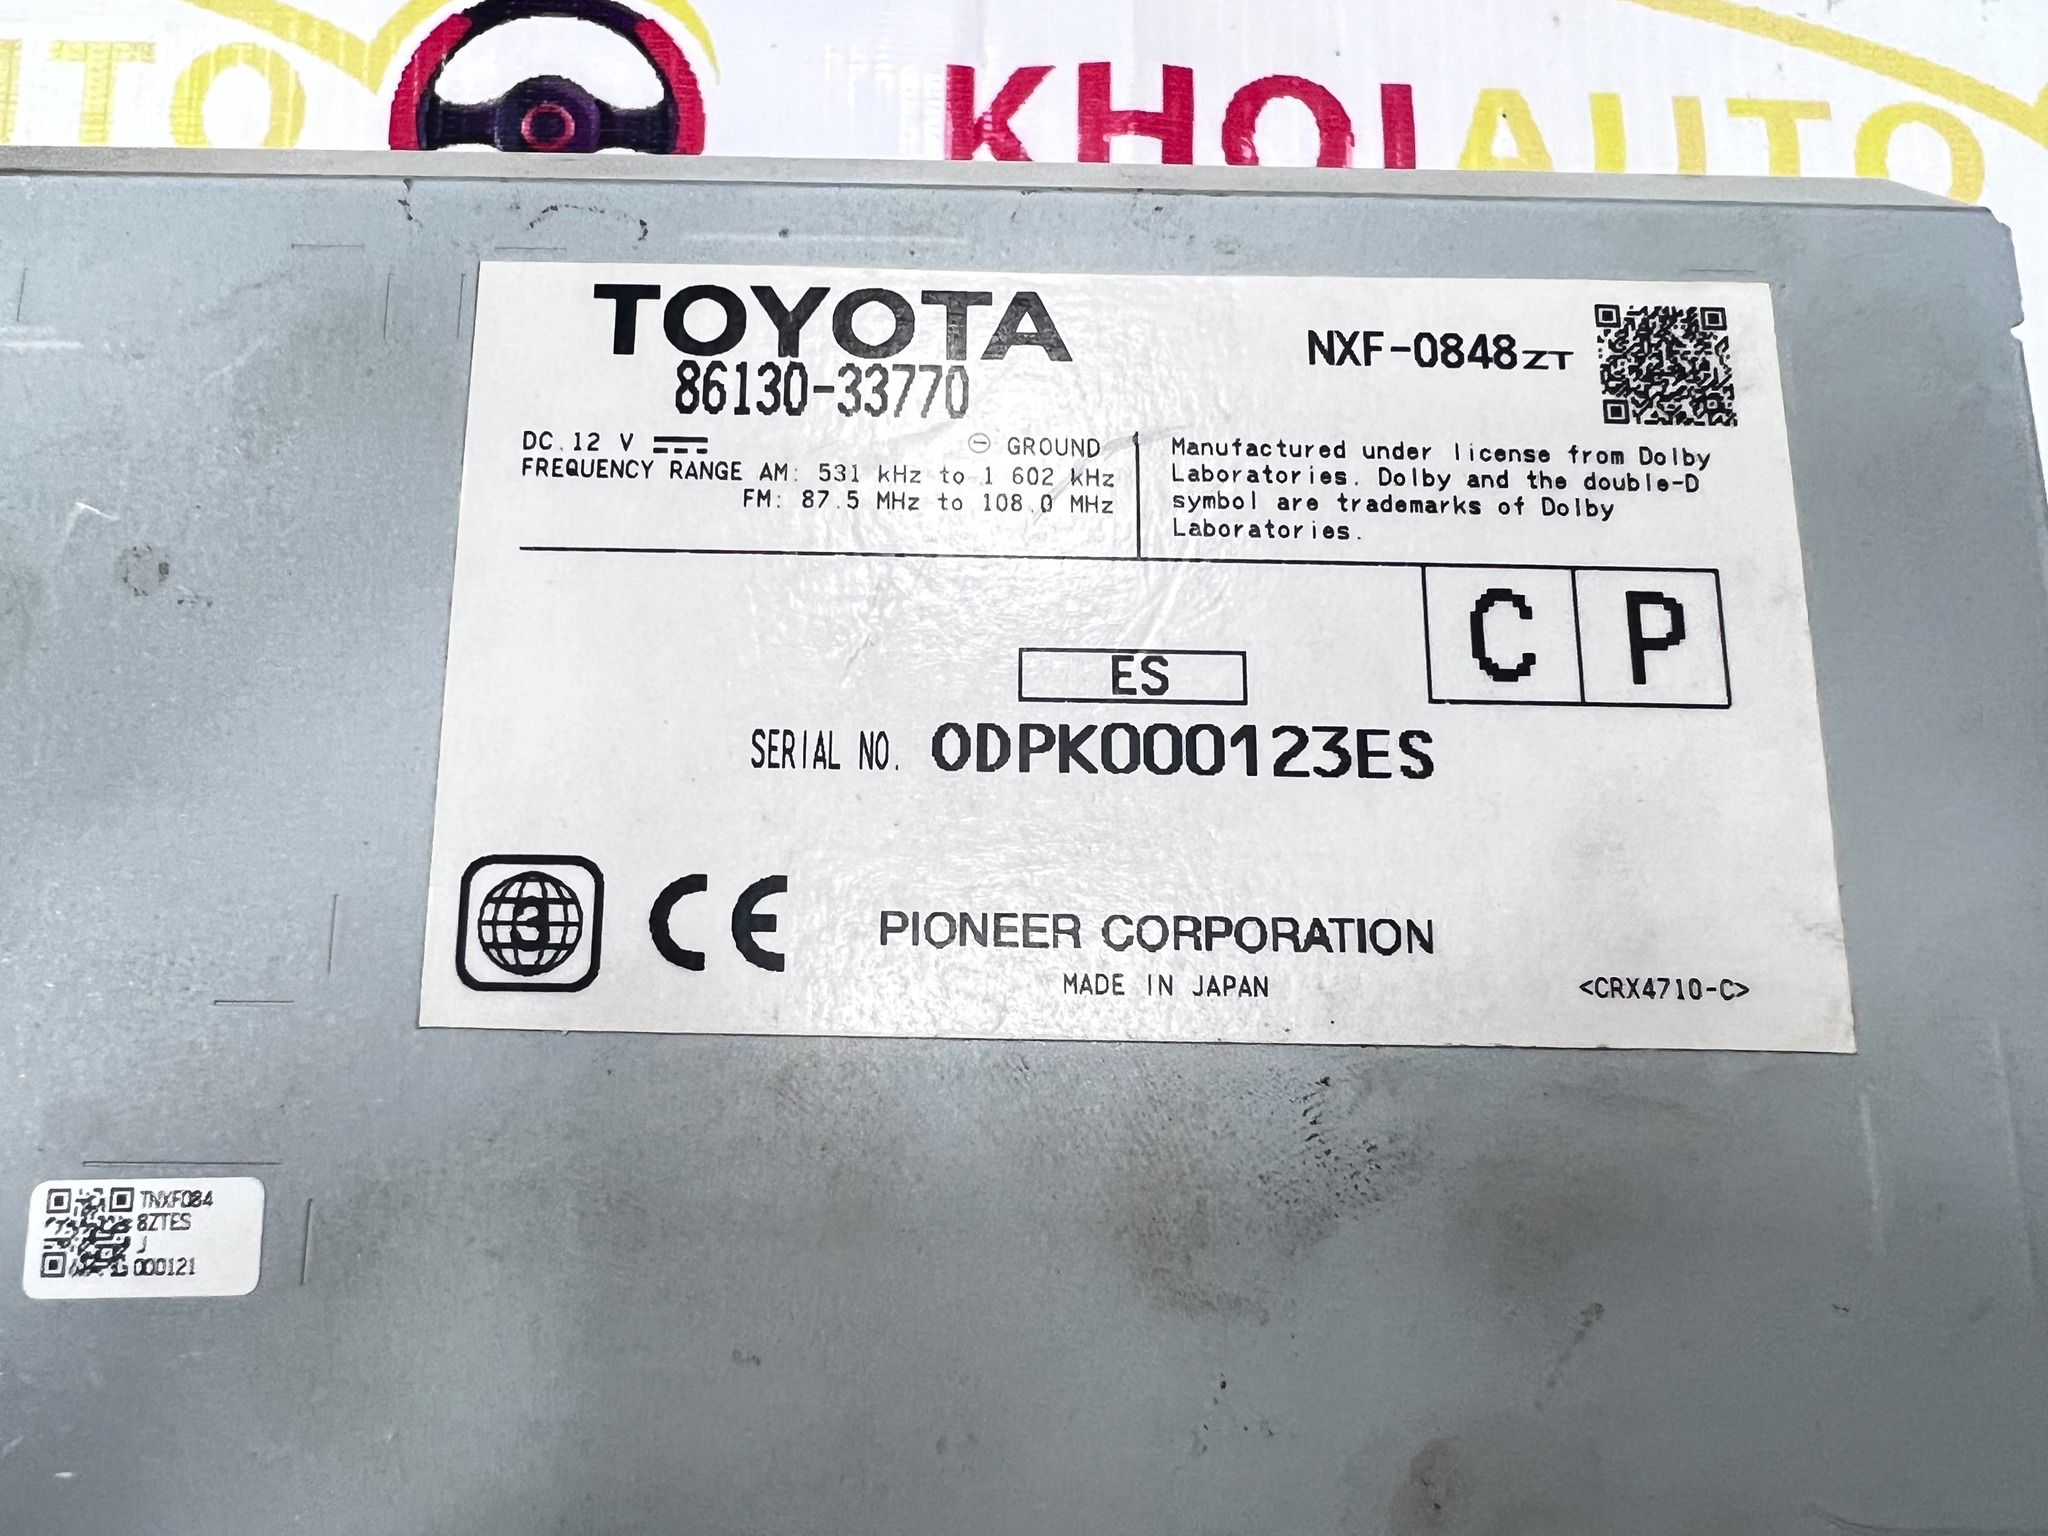 UTO
KHOIAUTO
TOYOTA
86130-33770
NXF-0848ZT
DC.12 V
⊖ GROUND
FREQUENCY RANGE AM: 531 kHz to 1 602 kHz
FM: 87.5 MHz to 108.0 MHz
Manufactured under license from Dolby
Laboratories. Dolby and the double-D
symbol are trademarks of Dolby
Laboratories.
C P
ES
SERIAL NO. 0DPK000123ES
3
CE
PIONEER CORPORATION
MADE IN JAPAN
<CRX4710-C>
TNXF084
8ZTES
J
000121